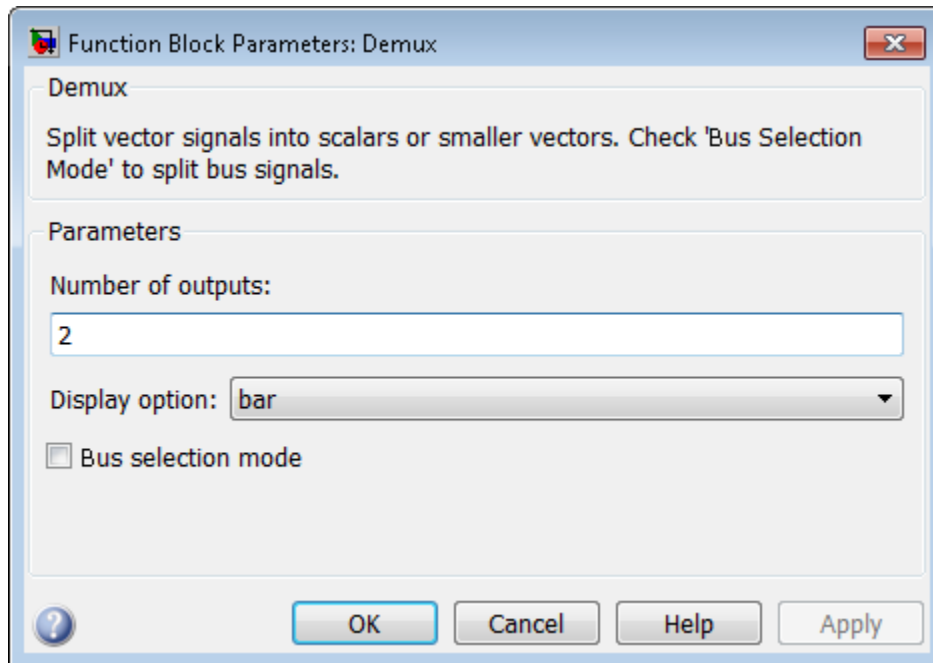 Function Block Parameters: Demux
Demux
Split vector signals into scalars or smaller vectors. Check 'Bus Selection
Mode' to split bus signals.
Parameters
Number of outputs:
2
Display option: bar
Bus selection mode
? OK Cancel Help Apply